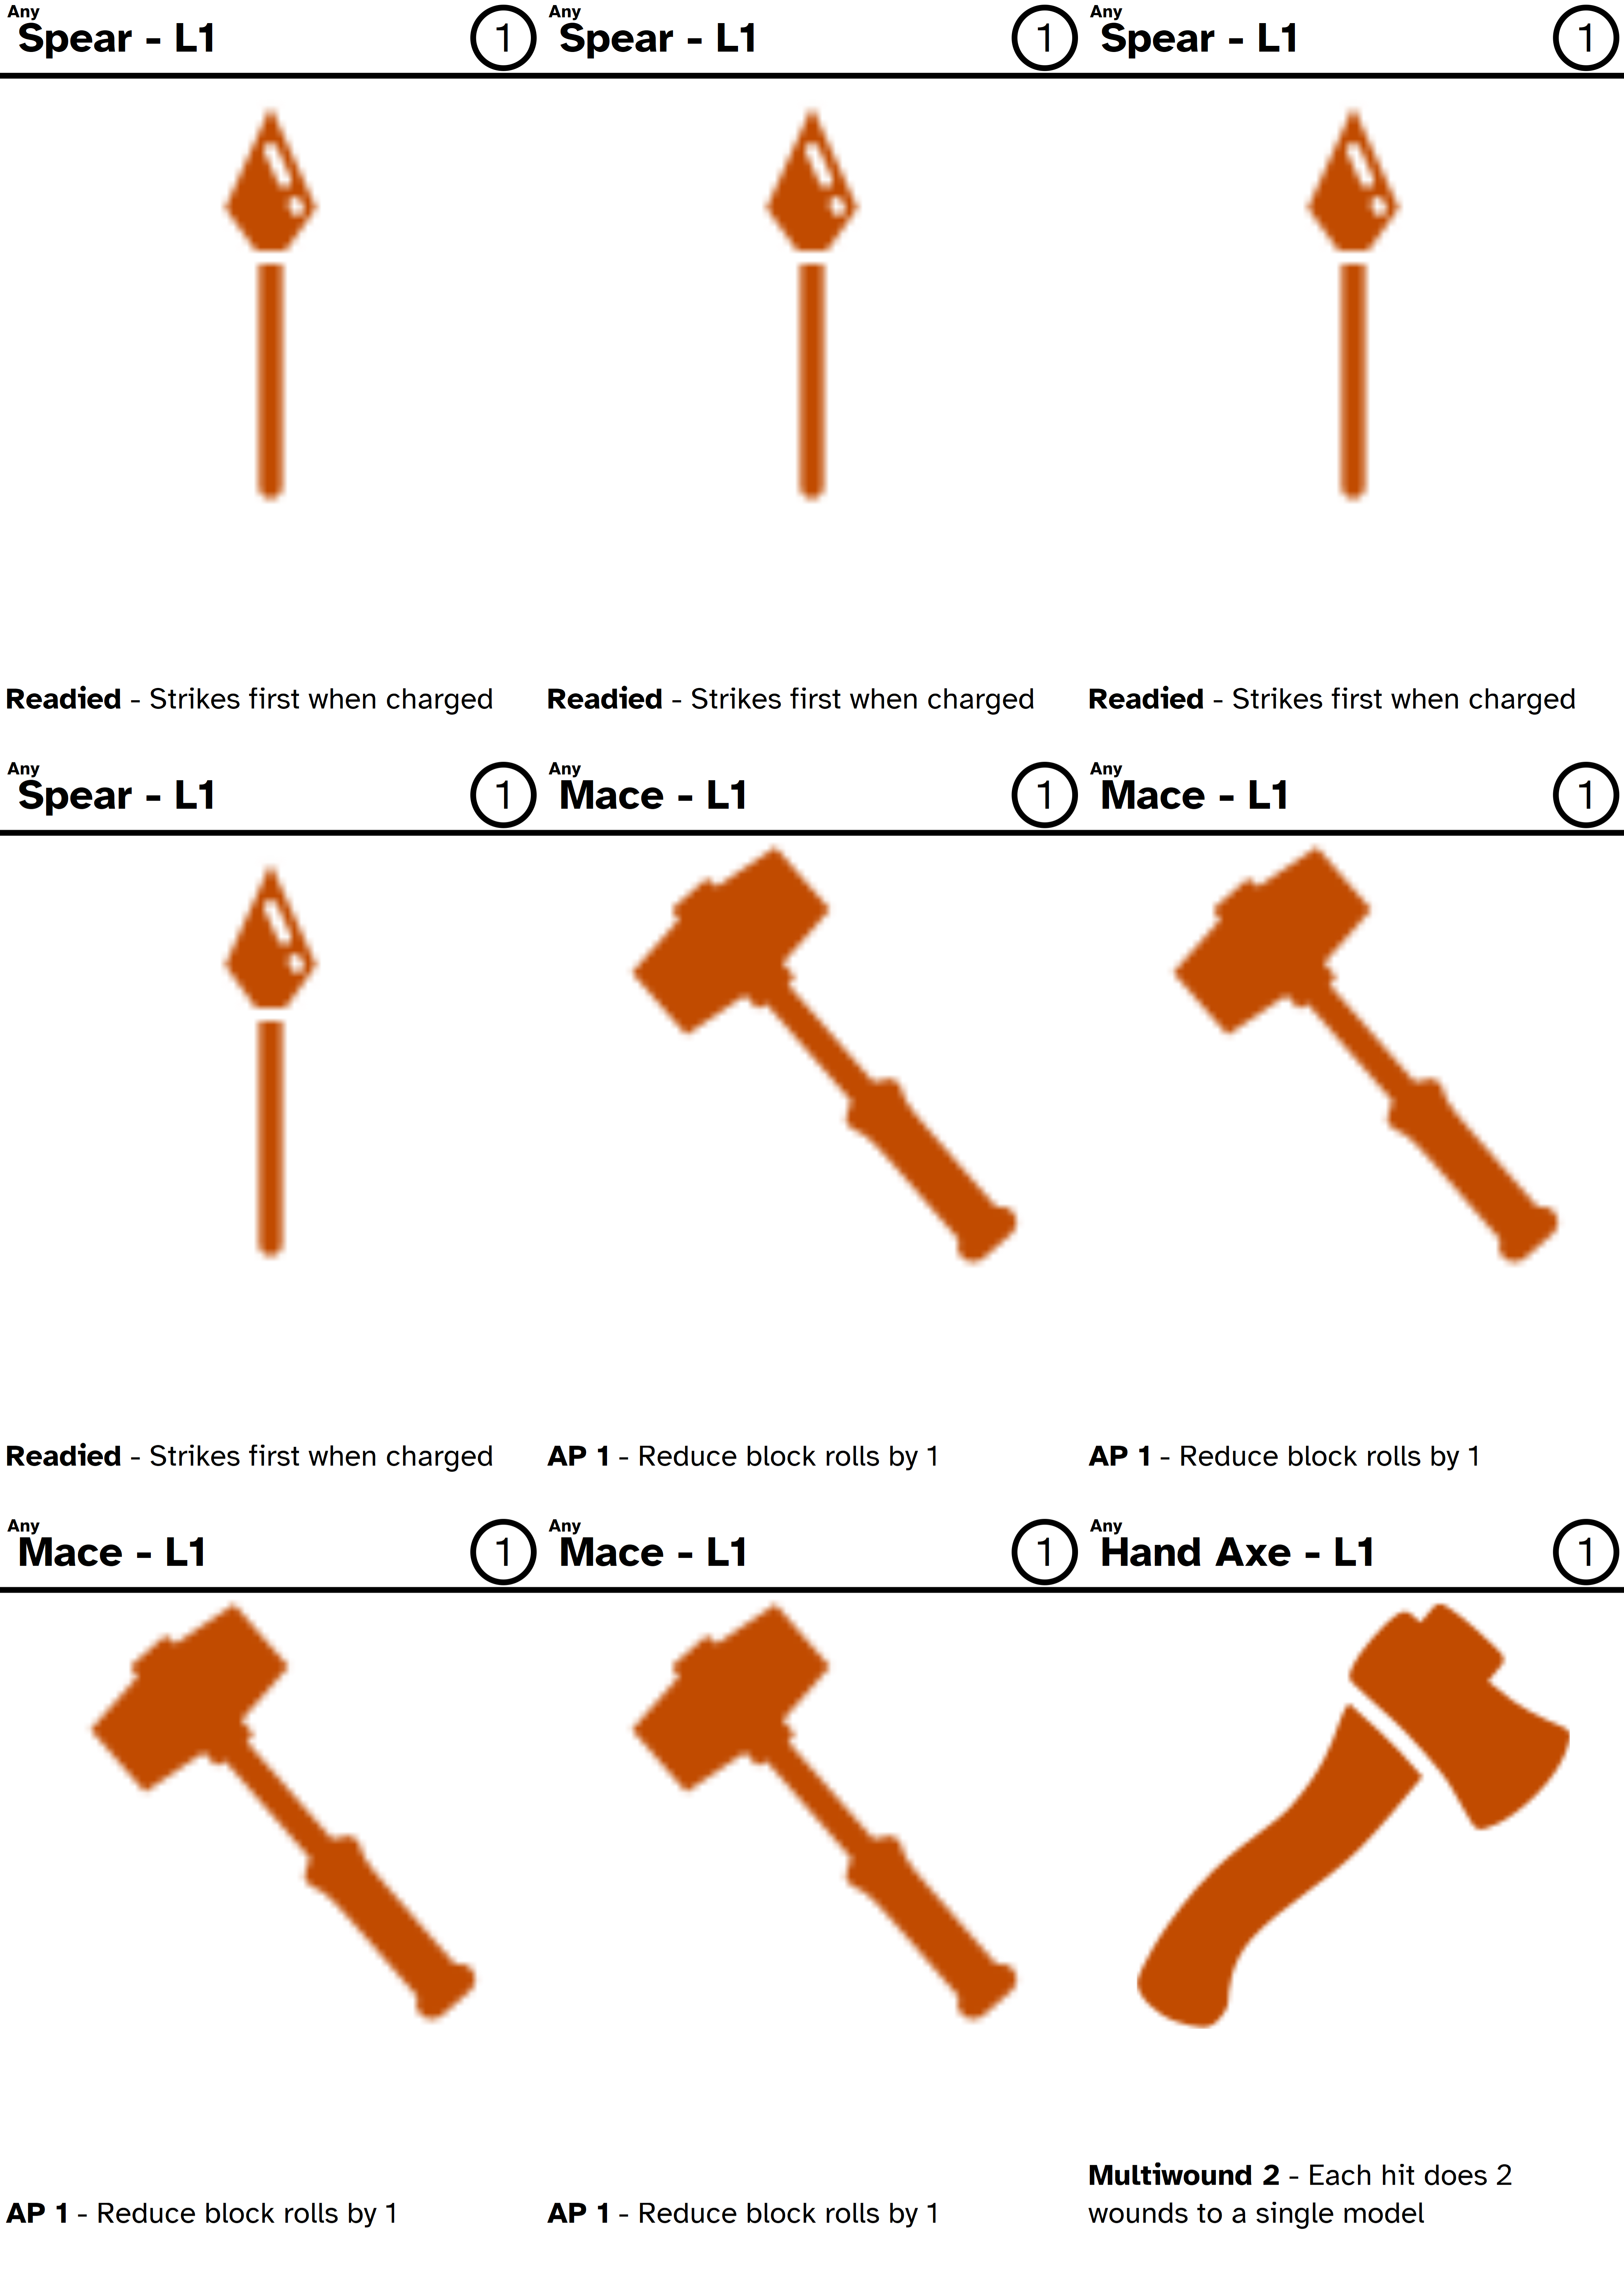 Any
Spear - L1
1
Any
Spear - L1
1
Any
Spear - L1
1
Readied - Strikes first when charged
Readied - Strikes first when charged
Readied - Strikes first when charged
Any
Spear - L1
1
Any
Mace - L1
1
Any
Mace - L1
1
Readied - Strikes first when charged
AP 1 - Reduce block rolls by 1
AP 1 - Reduce block rolls by 1
Any
Mace - L1
1
Any
Mace - L1
1
Any
Hand Axe - L1
1
AP 1 - Reduce block rolls by 1
AP 1 - Reduce block rolls by 1
Multiwound 2 - Each hit does 2
wounds to a single model